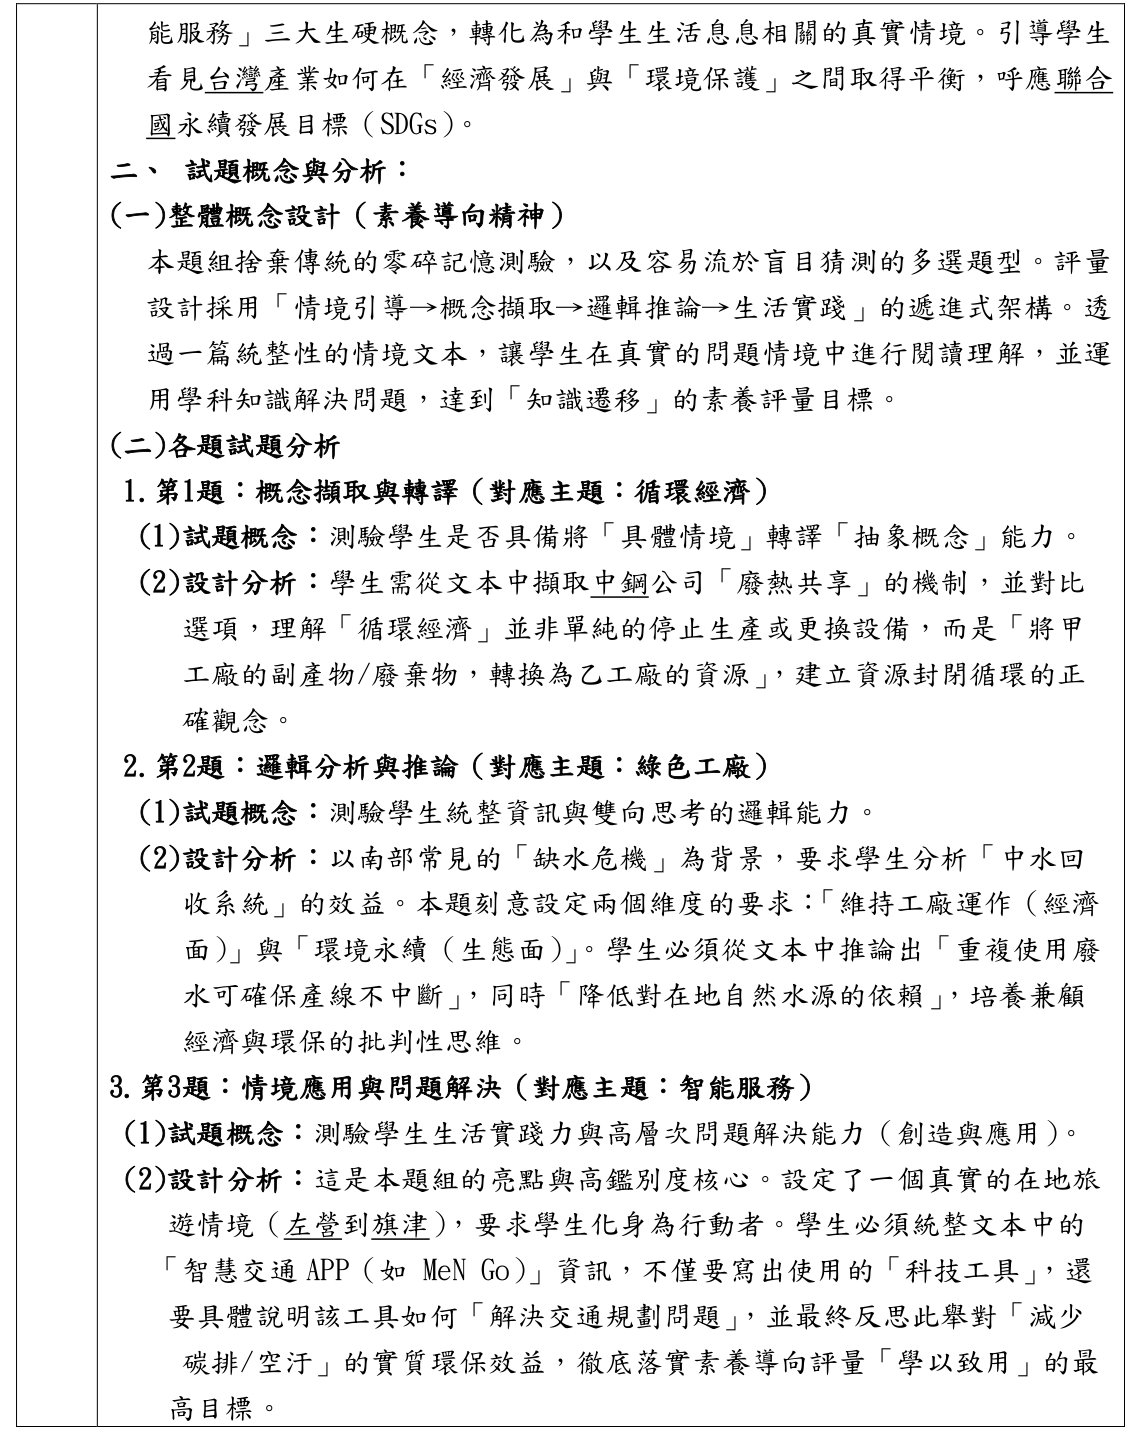 能服務」三大生硬概念，轉化為和學生生活息息相關的真實情境。引導學生
看見台灣產業如何在「經濟發展」與「環境保護」之間取得平衡，呼應聯合
國永續發展目標（SDGs）。
二、 試題概念與分析：
(一)整體概念設計（素養導向精神）
本題組捨棄傳統的零碎記憶測驗，以及容易流於盲目猜測的多選題型。評量
設計採用「情境引導→概念擷取→邏輯推論→生活實踐」的遞進式架構。透
過一篇統整性的情境文本，讓學生在真實的問題情境中進行閱讀理解，並運
用學科知識解決問題，達到「知識遷移」的素養評量目標。
(二)各題試題分析
1. 第1題：概念擷取與轉譯（對應主題：循環經濟）
(1)試題概念：測驗學生是否具備將「具體情境」轉譯「抽象概念」能力。
(2)設計分析：學生需從文本中擷取中鋼公司「廢熱共享」的機制，並對比
選項，理解「循環經濟」並非單純的停止生產或更換設備，而是「將甲
工廠的副產物/廢棄物，轉換為乙工廠的資源」，建立資源封閉循環的正
確觀念。
2. 第2題：邏輯分析與推論（對應主題：綠色工廠）
(1)試題概念：測驗學生統整資訊與雙向思考的邏輯能力。
(2)設計分析：以南部常見的「缺水危機」為背景，要求學生分析「中水回
收系統」的效益。本題刻意設定兩個維度的要求：「維持工廠運作（經濟
面）」與「環境永續（生態面）」。學生必須從文本中推論出「重複使用廢
水可確保產線不中斷」，同時「降低對在地自然水源的依賴」，培養兼顧
經濟與環保的批判性思維。
3. 第3題：情境應用與問題解決（對應主題：智能服務）
(1)試題概念：測驗學生生活實踐力與高層次問題解決能力（創造與應用）。
(2)設計分析：這是本題組的亮點與高鑑別度核心。設定了一個真實的在地旅
遊情境（左營到旗津），要求學生化身為行動者。學生必須統整文本中的
「智慧交通 APP（如 MeN Go）」資訊，不僅要寫出使用的「科技工具」，還
要具體說明該工具如何「解決交通規劃問題」，並最終反思此舉對「減少
碳排/空汙」的實質環保效益，徹底落實素養導向評量「學以致用」的最
高目標。